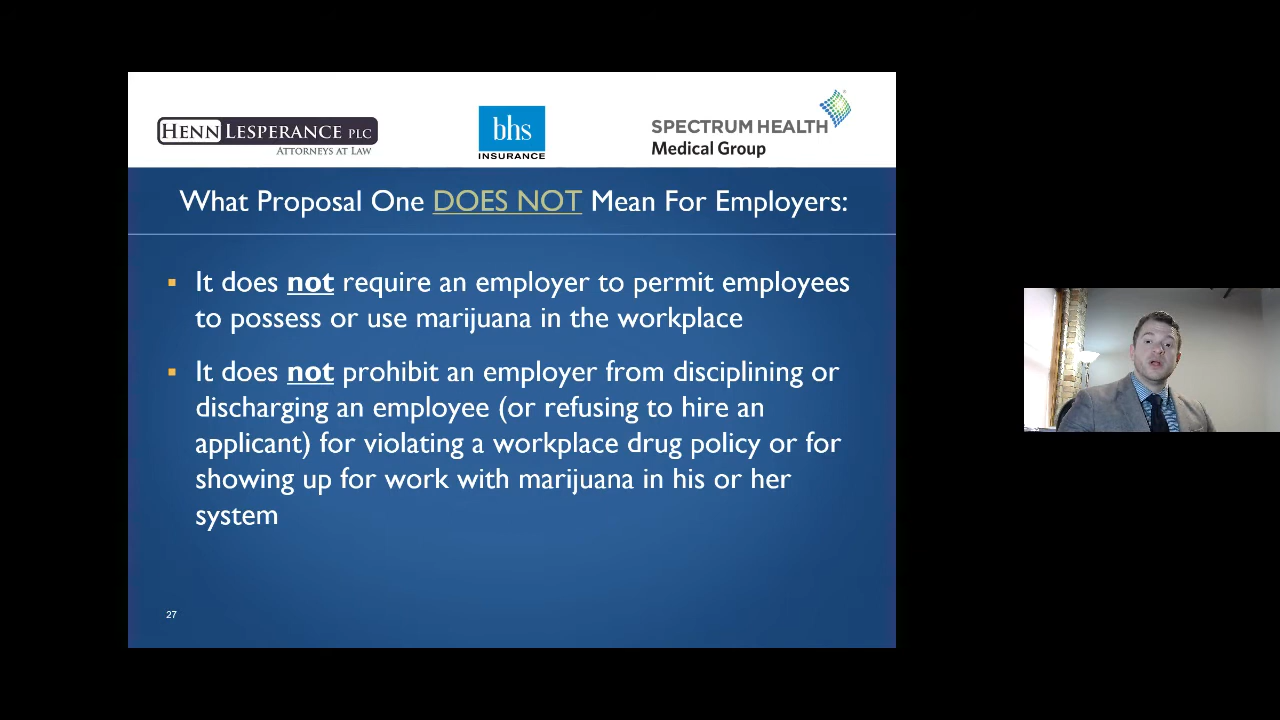 HENN LESPERANCE PLC
ATTORNEYS AT LAW
bhs
INSURANCE
SPECTRUM HEALTH
Medical Group
What Proposal One DOES NOT Mean For Employers:
▪ It does not require an employer to permit employees
to possess or use marijuana in the workplace
▪ It does not prohibit an employer from disciplining or
discharging an employee (or refusing to hire an
applicant) for violating a workplace drug policy or for
showing up for work with marijuana in his or her
system
27